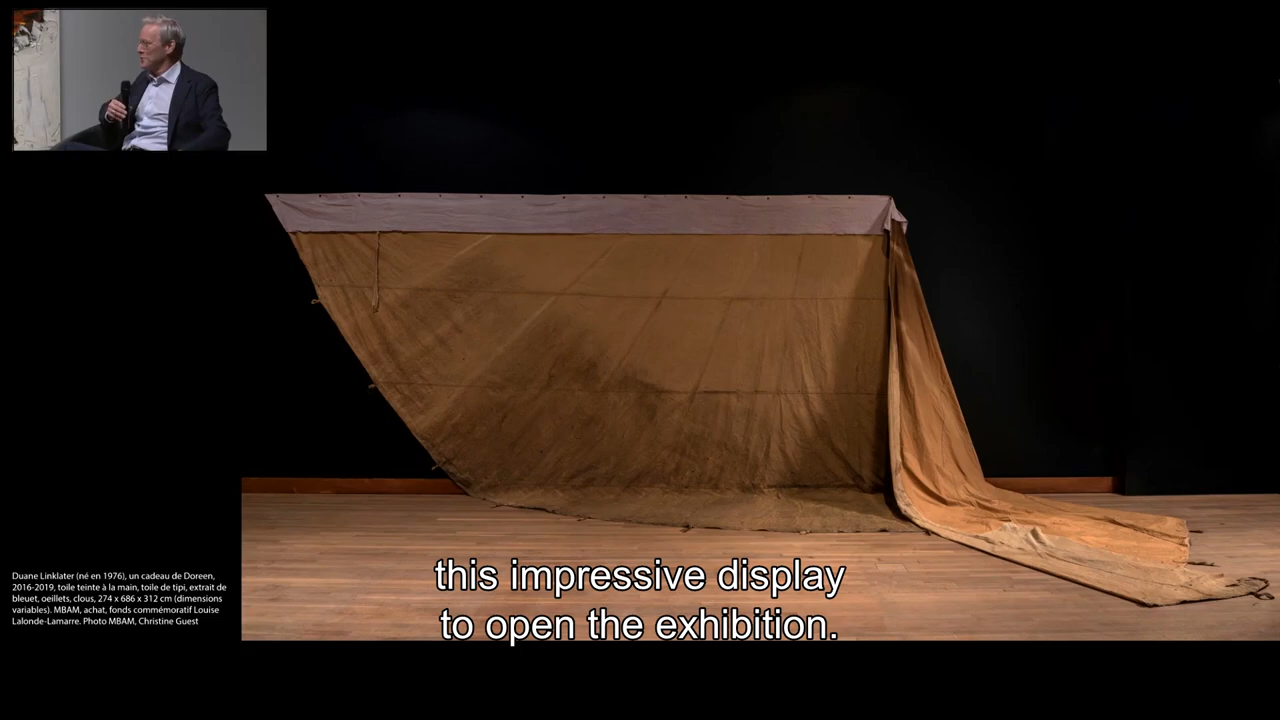 Duane Linklater (né en 1976), un cadeau de Doreen,
2016-2019, toile teinte à la main, toile de tipi, extrait de
bleuet, oeillets, clous, 274 x 686 x 312 cm (dimensions
variables). MBAM, achat, fonds commémoratif Louise
Lalonde-Lamarre. Photo MBAM, Christine Guest
this impressive display
to open the exhibition.